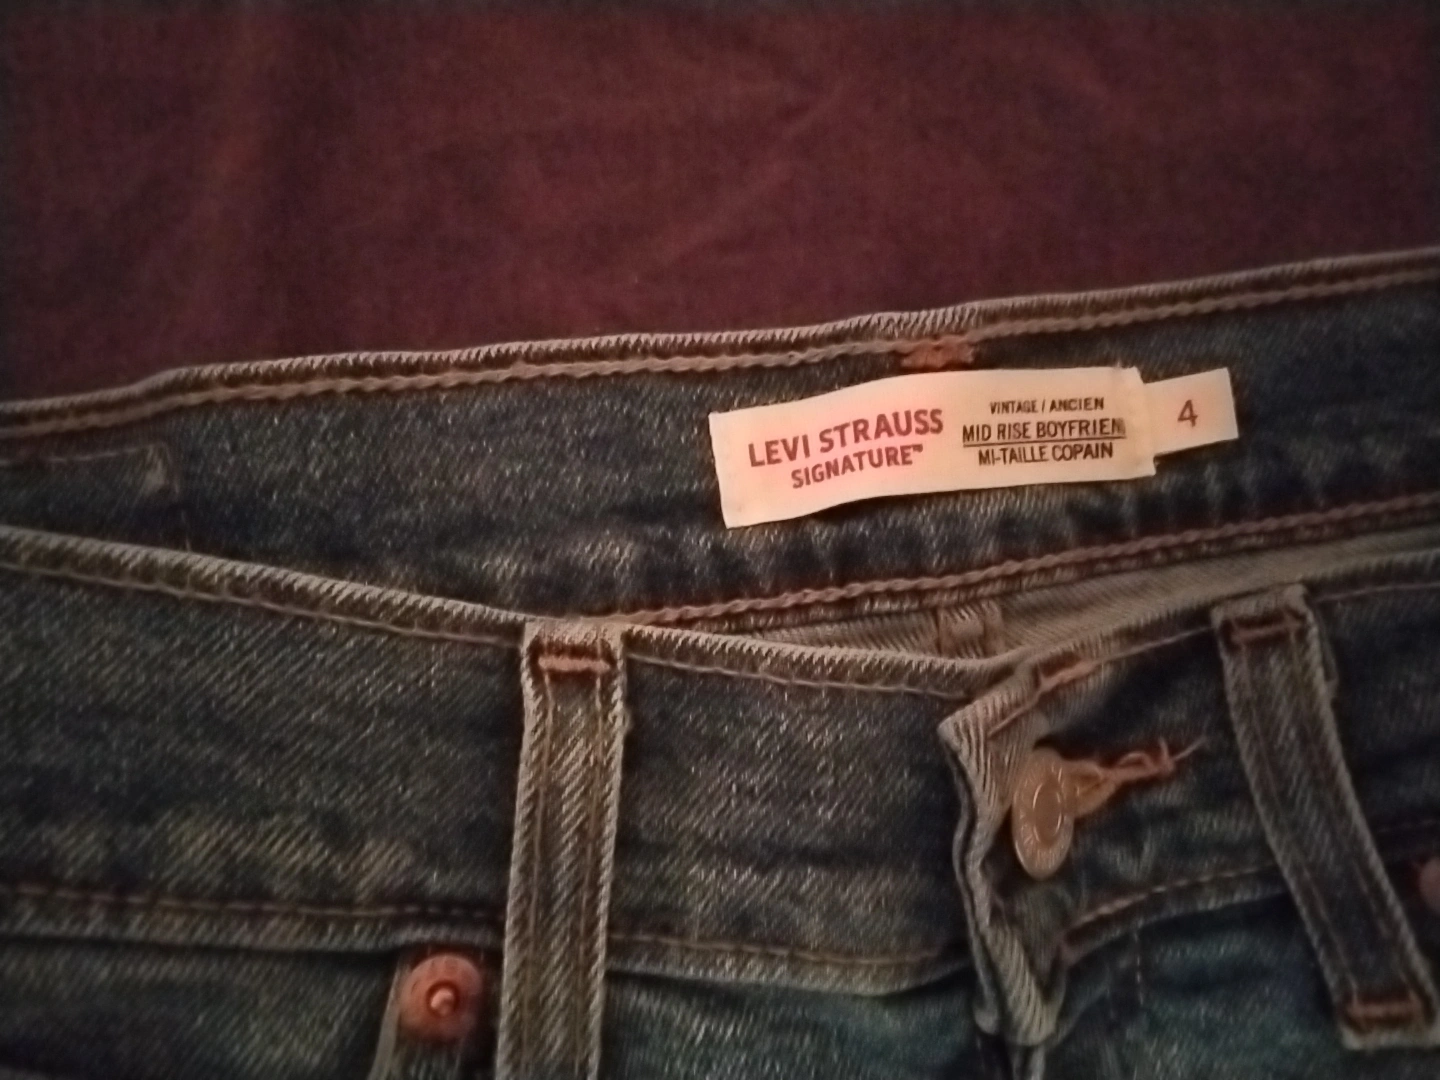 LEVI STRAUSS
SIGNATURE™
VINTAGE / ANCIEN
MID RISE BOYFRIEN
MI-TAILLE COPAIN
4